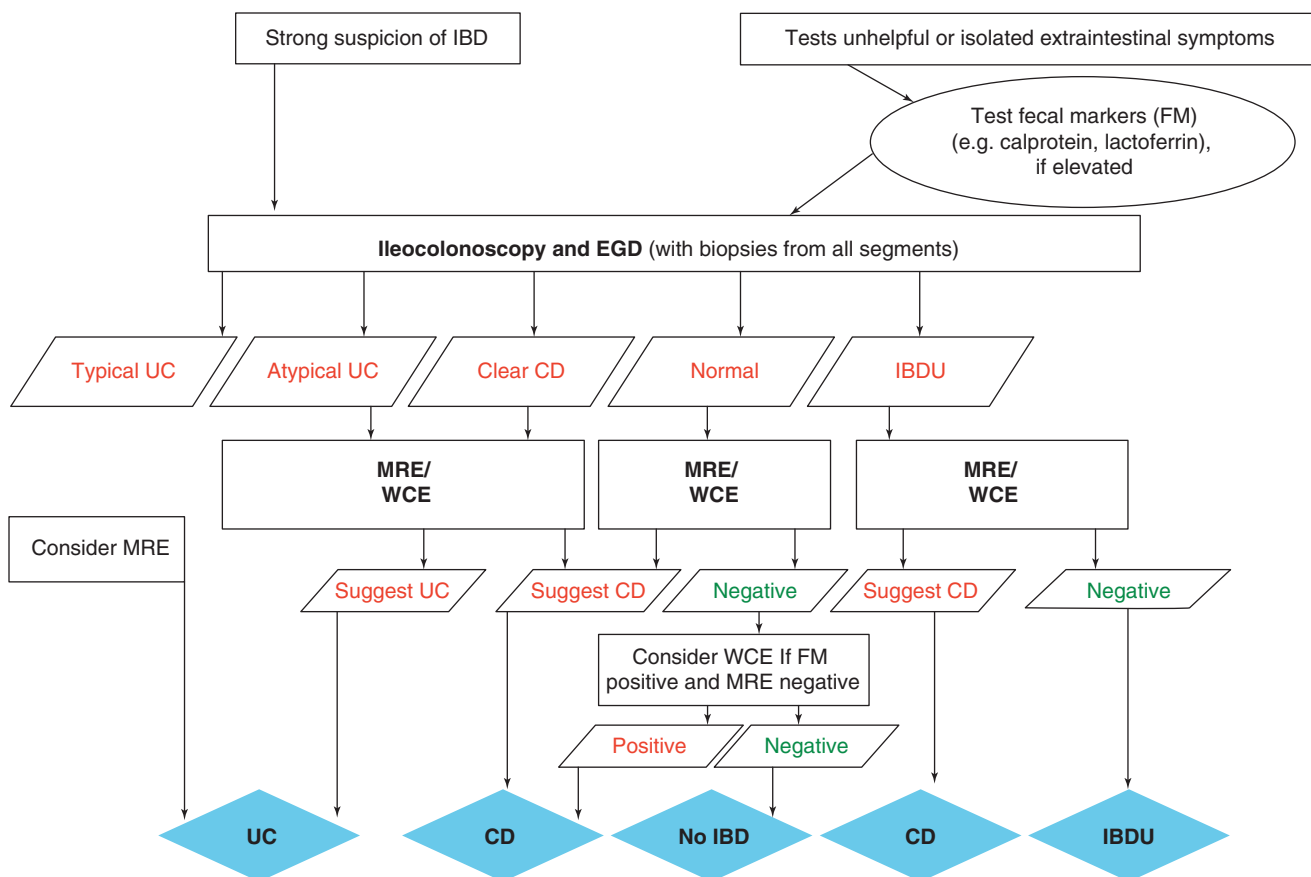 Strong suspicion of IBD
Tests unhelpful or isolated extraintestinal symptoms
Test fecal markers (FM)
(e.g. calprotein, lactoferrin),
if elevated
Ileocolonoscopy and EGD (with biopsies from all segments)
Typical UC
Atypical UC
Clear CD
Normal
IBDU
MRE/
WCE
MRE/
WCE
MRE/
WCE
Consider MRE
Suggest UC
Suggest CD
Negative
Suggest CD
Negative
Consider WCE If FM
positive and MRE negative
Positive
Negative
UC
CD
No IBD
CD
IBDU